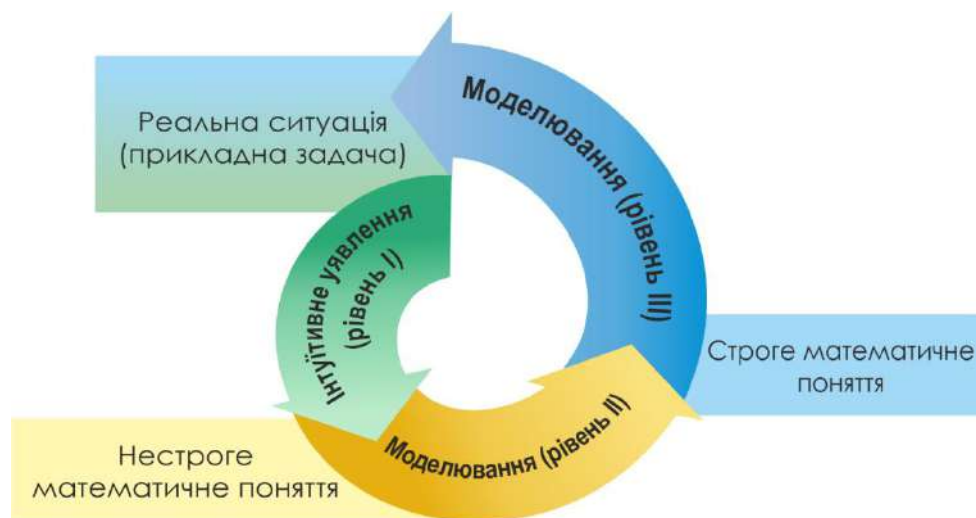 Реальна ситуація
(прикладна задача)
Моделювання (рівень III)
Інтуїтивне уявлення
(рівень I)
Строге математичне
поняття
Моделювання (рівень II)
Нестроге
математичне поняття